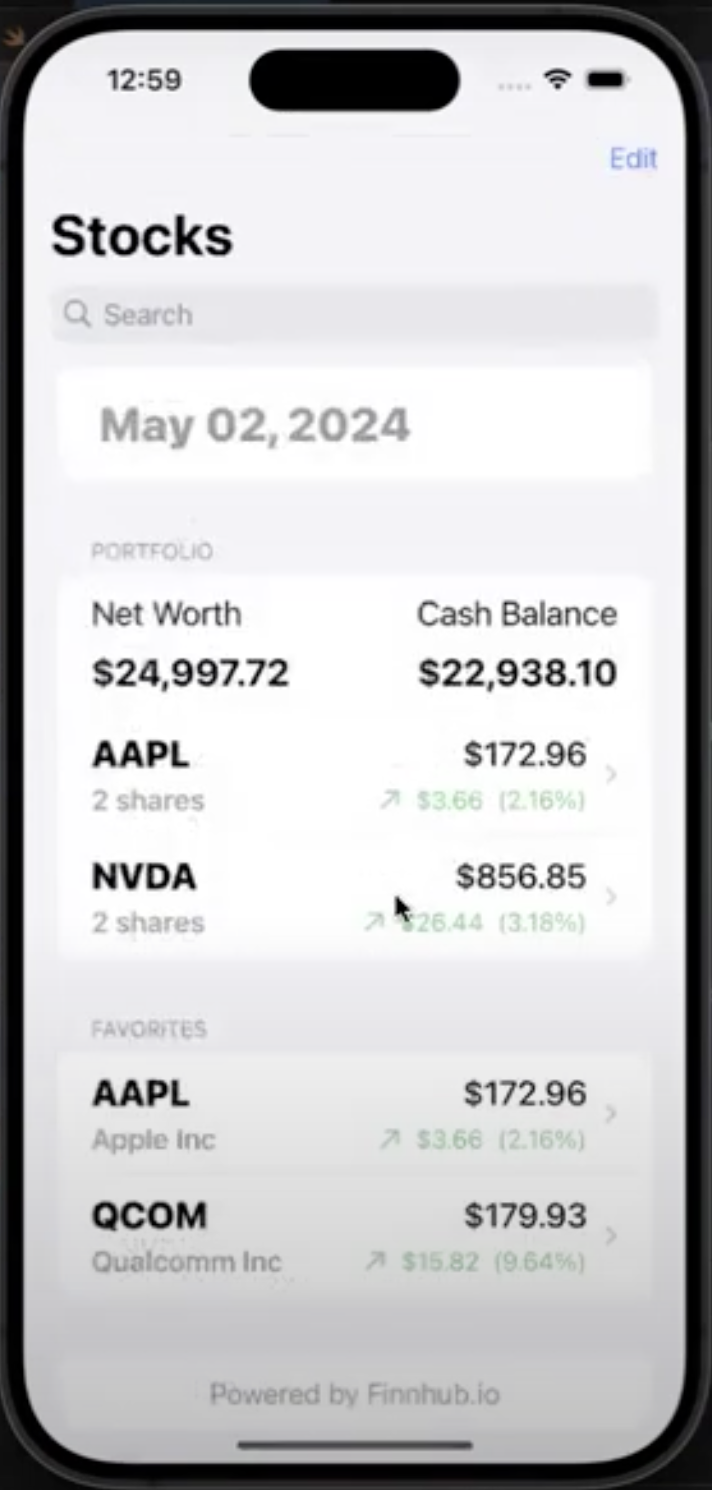 12:59
Edit
Stocks
Search
May 02, 2024
PORTFOLIO
Net Worth Cash Balance
$24,997.72 $22,938.10
AAPL $172.96
2 shares $3.66 (2.16%)
NVDA $856.85
2 shares $26.44 (3.18%)
FAVORITES
AAPL $172.96
Apple Inc $3.66 (2.16%)
QCOM $179.93
Qualcomm Inc $15.82 (9.64%)
Powered by Finnhub.io